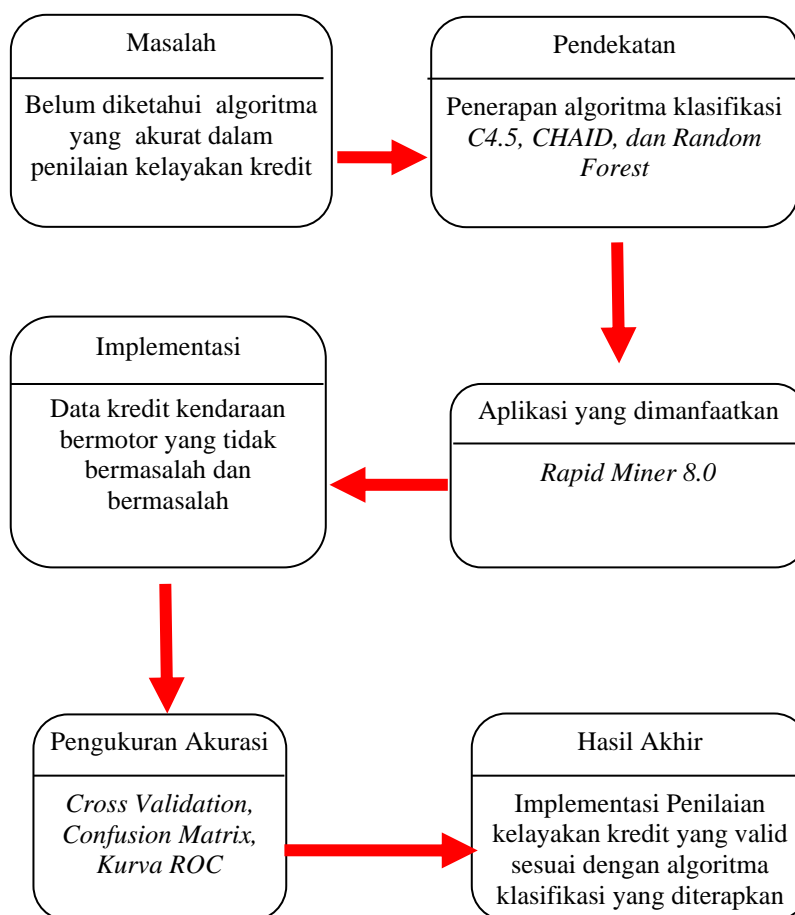 Masalah
Belum diketahui algoritma
yang akurat dalam
penilaian kelayakan kredit
Pendekatan
Penerapan algoritma klasifikasi
C4.5, CHAID, dan Random
Forest
Aplikasi yang dimanfaatkan
Rapid Miner 8.0
Implementasi
Data kredit kendaraan
bermotor yang tidak
bermasalah dan
bermasalah
Pengukuran Akurasi
Cross Validation,
Confusion Matrix,
Kurva ROC
Hasil Akhir
Implementasi Penilaian
kelayakan kredit yang valid
sesuai dengan algoritma
klasifikasi yang diterapkan